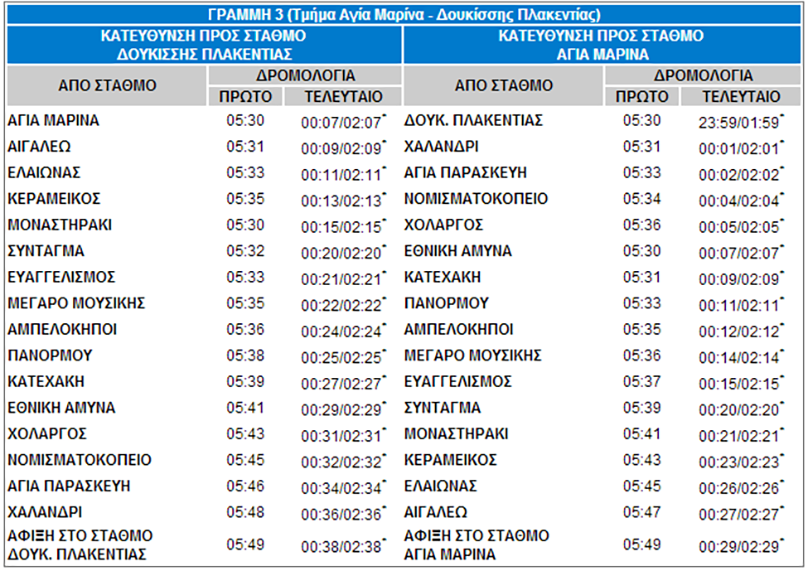 ΓΡΑΜΜΗ 3 (Τμήμα Αγία Μαρίνα - Δουκίσσης Πλακεντίας)
ΚΑΤΕΥΘΥΝΣΗ ΠΡΟΣ ΣΤΑΘΜΟ
ΔΟΥΚΙΣΣΗΣ ΠΛΑΚΕΝΤΙΑΣ
ΚΑΤΕΥΘΥΝΣΗ ΠΡΟΣ ΣΤΑΘΜΟ
ΑΓΙΑ ΜΑΡΙΝΑ
ΑΠΟ ΣΤΑΘΜΟ ΔΡΟΜΟΛΟΓΙΑ ΑΠΟ ΣΤΑΘΜΟ ΔΡΟΜΟΛΟΓΙΑ
ΠΡΩΤΟ ΤΕΛΕΥΤΑΙΟ ΠΡΩΤΟ ΤΕΛΕΥΤΑΙΟ
ΑΓΙΑ ΜΑΡΙΝΑ 05:30 00:07/02:07* ΔΟΥΚ. ΠΛΑΚΕΝΤΙΑΣ 05:30 23:59/01:59*
ΑΙΓΑΛΕΩ 05:31 00:09/02:09* ΧΑΛΑΝΔΡΙ 05:31 00:01/02:01*
ΕΛΑΙΩΝΑΣ 05:33 00:11/02:11* ΑΓΙΑ ΠΑΡΑΣΚΕΥΗ 05:33 00:02/02:02*
ΚΕΡΑΜΕΙΚΟΣ 05:35 00:13/02:13* ΝΟΜΙΣΜΑΤΟΚΟΠΕΙΟ 05:34 00:04/02:04*
ΜΟΝΑΣΤΗΡΑΚΙ 05:30 00:15/02:15* ΧΟΛΑΡΓΟΣ 05:36 00:05/02:05*
ΣΥΝΤΑΓΜΑ 05:32 00:20/02:20* ΕΘΝΙΚΗ ΑΜΥΝΑ 05:30 00:07/02:07*
ΕΥΑΓΓΕΛΙΣΜΟΣ 05:33 00:21/02:21* ΚΑΤΕΧΑΚΗ 05:31 00:09/02:09*
ΜΕΓΑΡΟ ΜΟΥΣΙΚΗΣ 05:35 00:22/02:22* ΠΑΝΟΡΜΟΥ 05:33 00:11/02:11*
ΑΜΠΕΛΟΚΗΠΟΙ 05:36 00:24/02:24* ΑΜΠΕΛΟΚΗΠΟΙ 05:35 00:12/02:12*
ΠΑΝΟΡΜΟΥ 05:38 00:25/02:25* ΜΕΓΑΡΟ ΜΟΥΣΙΚΗΣ 05:36 00:14/02:14*
ΚΑΤΕΧΑΚΗ 05:39 00:27/02:27* ΕΥΑΓΓΕΛΙΣΜΟΣ 05:37 00:15/02:15*
ΕΘΝΙΚΗ ΑΜΥΝΑ 05:41 00:29/02:29* ΣΥΝΤΑΓΜΑ 05:39 00:20/02:20*
ΧΟΛΑΡΓΟΣ 05:43 00:31/02:31* ΜΟΝΑΣΤΗΡΑΚΙ 05:41 00:21/02:21*
ΝΟΜΙΣΜΑΤΟΚΟΠΕΙΟ 05:45 00:32/02:32* ΚΕΡΑΜΕΙΚΟΣ 05:43 00:23/02:23*
ΑΓΙΑ ΠΑΡΑΣΚΕΥΗ 05:46 00:34/02:34* ΕΛΑΙΩΝΑΣ 05:45 00:26/02:26*
ΧΑΛΑΝΔΡΙ 05:48 00:36/02:36* ΑΙΓΑΛΕΩ 05:47 00:27/02:27*
ΑΦΙΞΗ ΣΤΟ ΣΤΑΘΜΟ
ΔΟΥΚ. ΠΛΑΚΕΝΤΙΑΣ 05:49 00:38/02:38*
ΑΦΙΞΗ ΣΤΟ ΣΤΑΘΜΟ
ΑΓΙΑ ΜΑΡΙΝΑ 05:49 00:29/02:29*